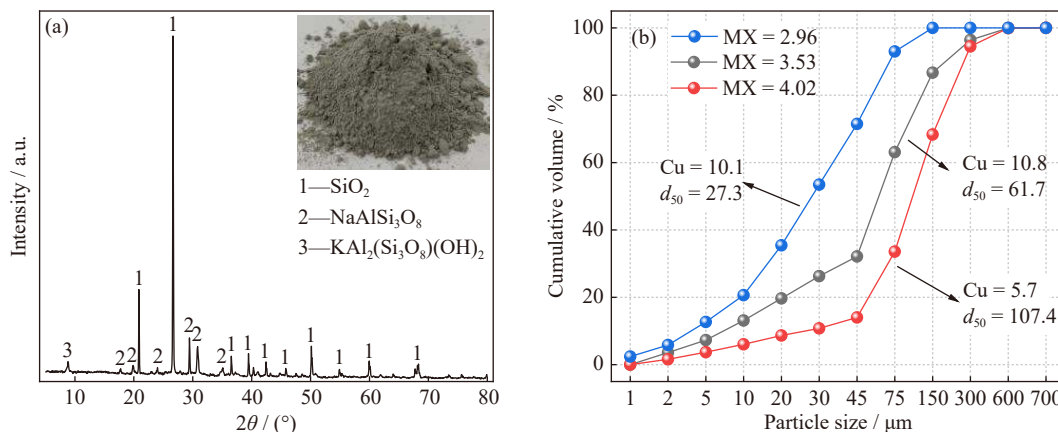 (a)
Intensity / a.u.
1
1
2
2
1
1
1
1
1
1
1
1
3
2
2
2
2
1—SiO₂
2—NaAlSi₃O₈
3—KAl₂(Si₃O₈)(OH)₂
10 20 30 40 50 60 70 80
2θ / (°)
(b)
Cumulative volume / %
100
80
60
40
20
0
MX = 2.96
MX = 3.53
MX = 4.02
Cu = 10.1
d₅₀ = 27.3
Cu = 10.8
d₅₀ = 61.7
Cu = 5.7
d₅₀ = 107.4
1 2 5 10 20 30 45 75 150 300 600 700
Particle size / μm